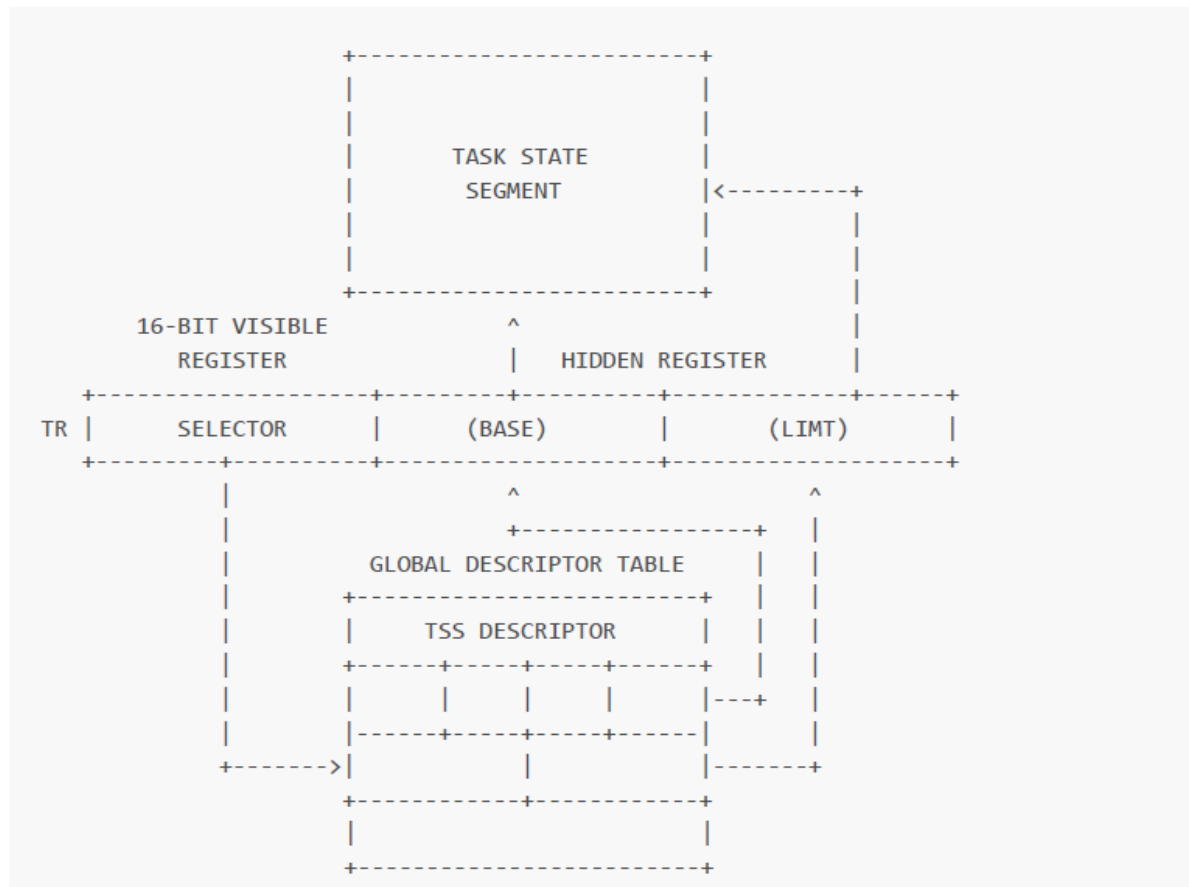 TASK STATE
SEGMENT
16-BIT VISIBLE
REGISTER
HIDDEN REGISTER
TR
SELECTOR
(BASE)
(LIMT)
GLOBAL DESCRIPTOR TABLE
TSS DESCRIPTOR